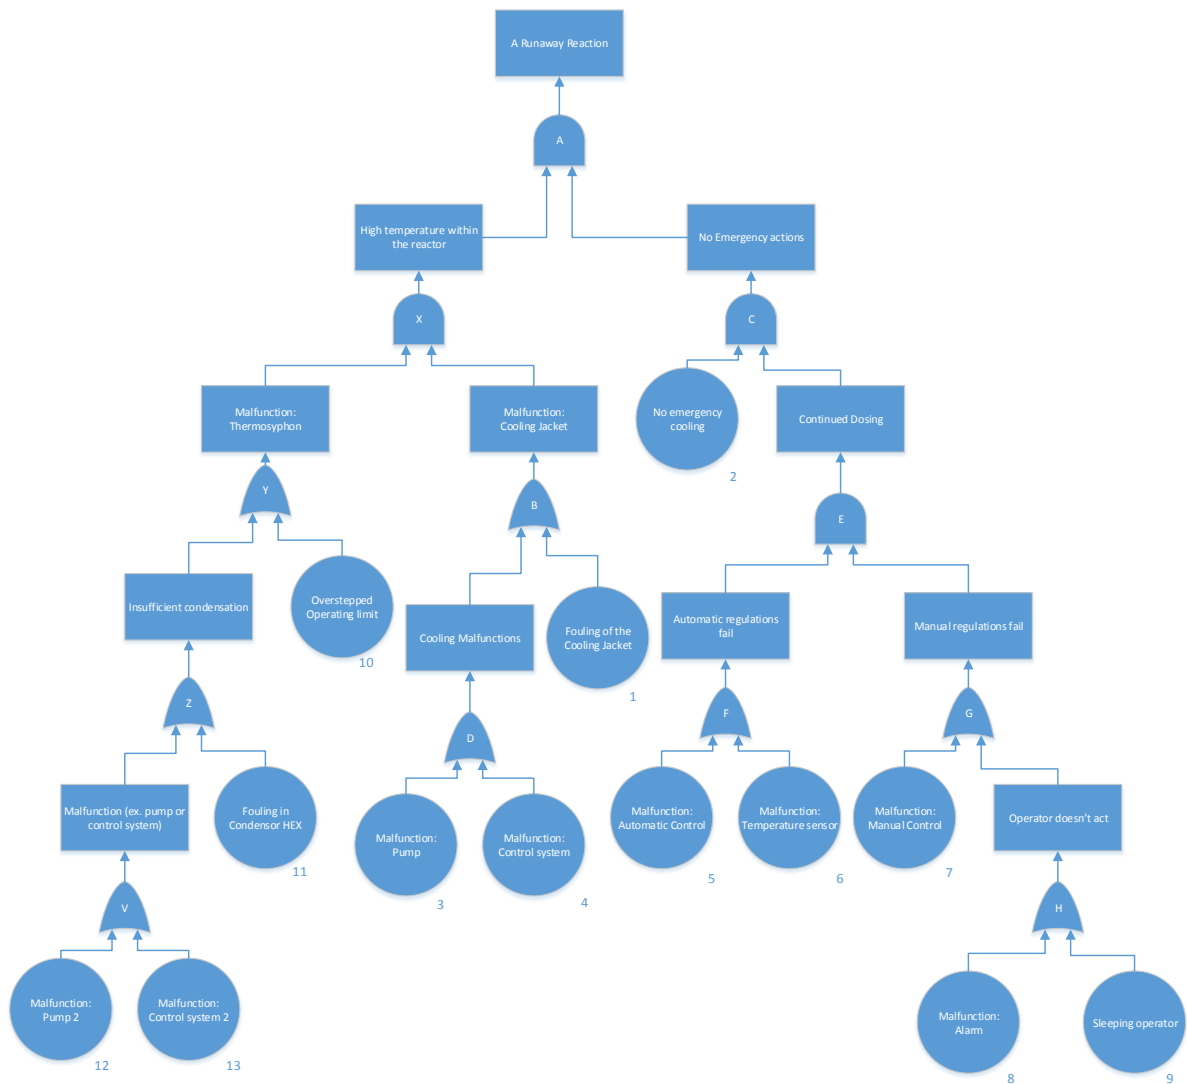 A Runaway Reaction
A
High temperature within
the reactor
No Emergency actions
X
C
Malfunction:
Thermosyphon
Malfunction:
Cooling Jacket
No emergency
cooling
2
Continued Dosing
Y
B
E
Insufficient condensation
Overstepped
Operating limit
10
Cooling Malfunctions
Fouling of the
Cooling Jacket
1
Automatic regulations
fail
Manual regulations fail
Z
D
F
G
Malfunction (ex. pump or
control system)
Fouling in
Condensor HEX
11
Malfunction:
Pump
3
Malfunction:
Control system
4
Malfunction:
Automatic Control
5
Malfunction:
Temperature sensor
6
Malfunction:
Manual Control
7
Operator doesn't act
V
H
Malfunction:
Pump 2
12
Malfunction:
Control system 2
13
Malfunction:
Alarm
8
Sleeping operator
9